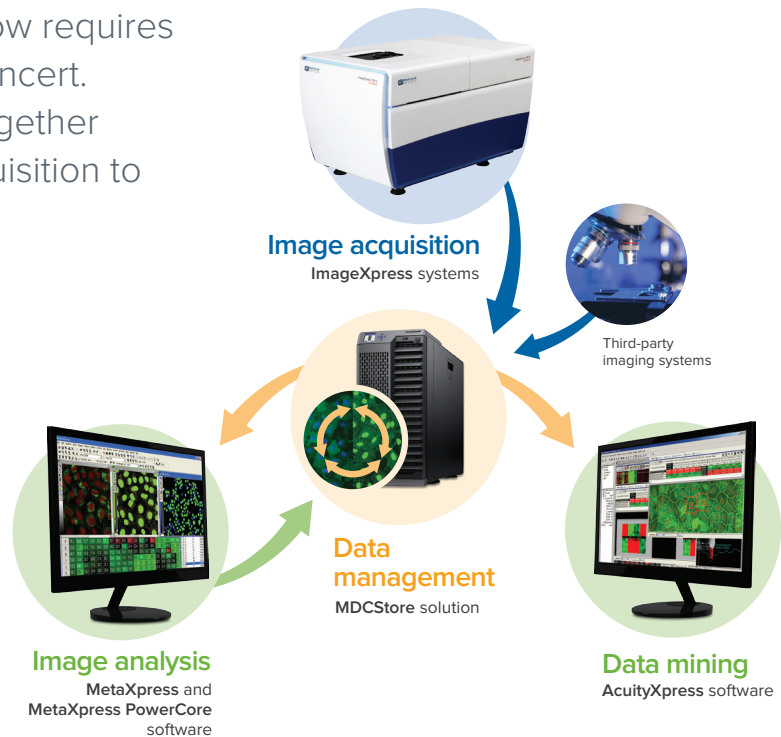 ow requires
ncert.
gether
uisition to
Image acquisition
ImageXpress systems
Third-party
imaging systems
Data
management
MDCStore solution
Image analysis
MetaXpress and
MetaXpress PowerCore
software
Data mining
AcuityXpress software